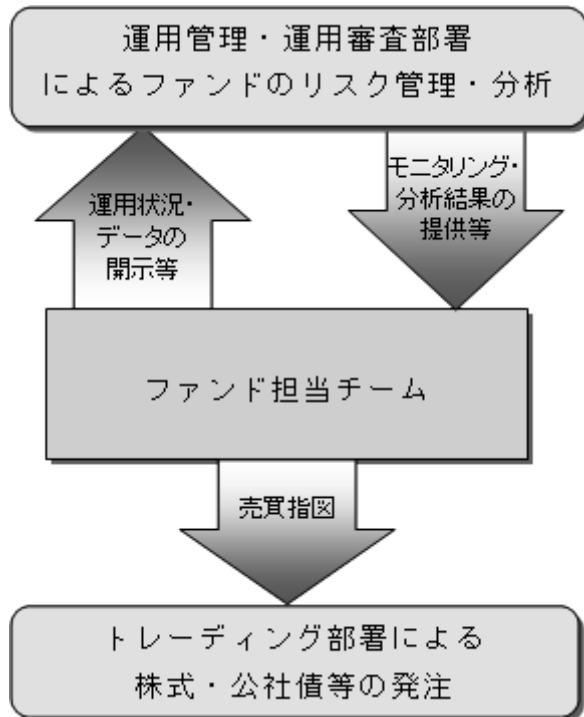 運用管理・運用審査部署
によるファンドのリスク管理・分析
運用状況・
データの
開示等
モニタリング・
分析結果の
提供等
ファンド担当チーム
売買指図
トレーディング部署による
株式・公社債等の発注